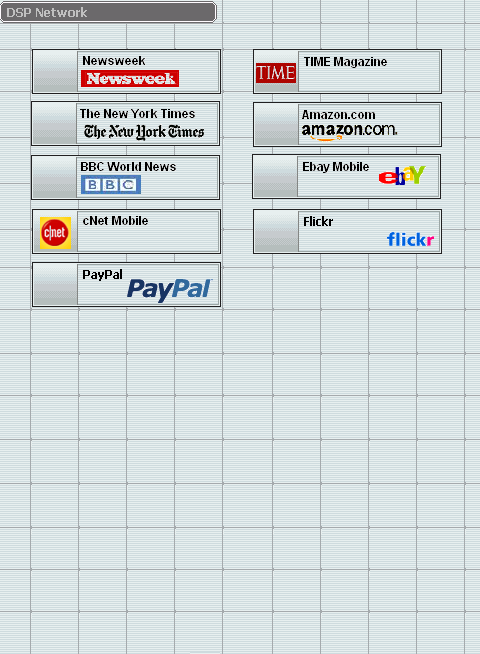 DSP Network
Newsweek
Newsweek
TIME
TIME Magazine
The New York Times
The New York Times
Amazon.com
amazon.com.
BBC World News
BBC
Ebay Mobile
ebaY
c|net
cNet Mobile
Flickr
flickr
PayPal
PayPal